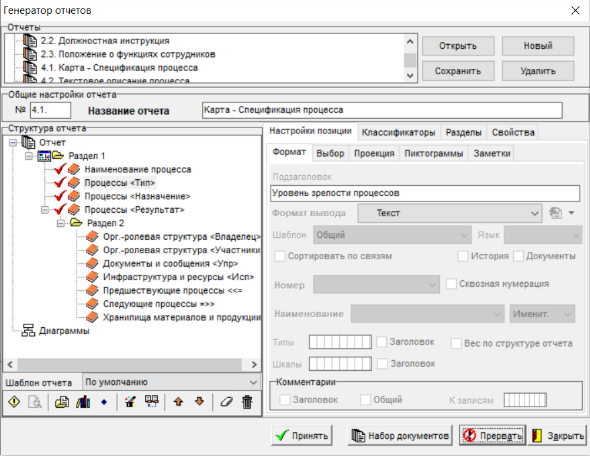 Генератор отчетов
Отчеты
2.2. Должностная инструкция
2.3. Положение о функциях сотрудников
4.1. Карта - Спецификация процесса
4.2. Текстовое описание процесса
Открыть Новый
Сохранить Удалить
Общие настройки отчета
№ 4.1. Название отчета Карта - Спецификация процесса
Структура отчета
Отчет
Раздел 1
Наименование процесса
Процессы <Тип>
Процессы <Назначение>
Процессы <Результат>
Раздел 2
Орг.-ролевая структура <Владелец>
Орг.-ролевая структура <Участники
Документы и сообщения <Упр>
Инфраструктура и ресурсы <Исп>
Предшествующие процессы <<=
Следующие процессы =>>
Хранилища материалов и продукции
Диаграммы
Шаблон отчета По умолчанию
Настройки позиции Классификаторы Разделы Свойства
Формат Выбор Проекция Пиктограммы Заметки
Подзаголовок
Уровень зрелости процессов
Формат вывода Текст
Шаблон Общий Язык
Сортировать по связям История Документы
Номер Сквозная нумерация
Наименование Именит.
Типы Заголовок Вес по структуре отчета
Шкалы Заголовок
Комментарии
Заголовок Общий К записям
Принять Набор документов Прервать Закрыть